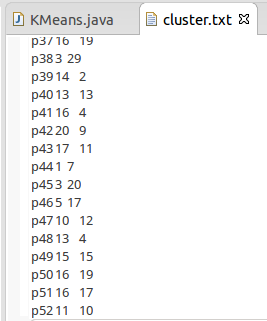 KMeans.java cluster.txt
p37 16 19
p38 3 29
p39 14 2
p40 13 13
p41 16 4
p42 20 9
p43 17 11
p44 1 7
p45 3 20
p46 5 17
p47 10 12
p48 13 4
p49 15 15
p50 16 19
p51 16 17
p52 11 10